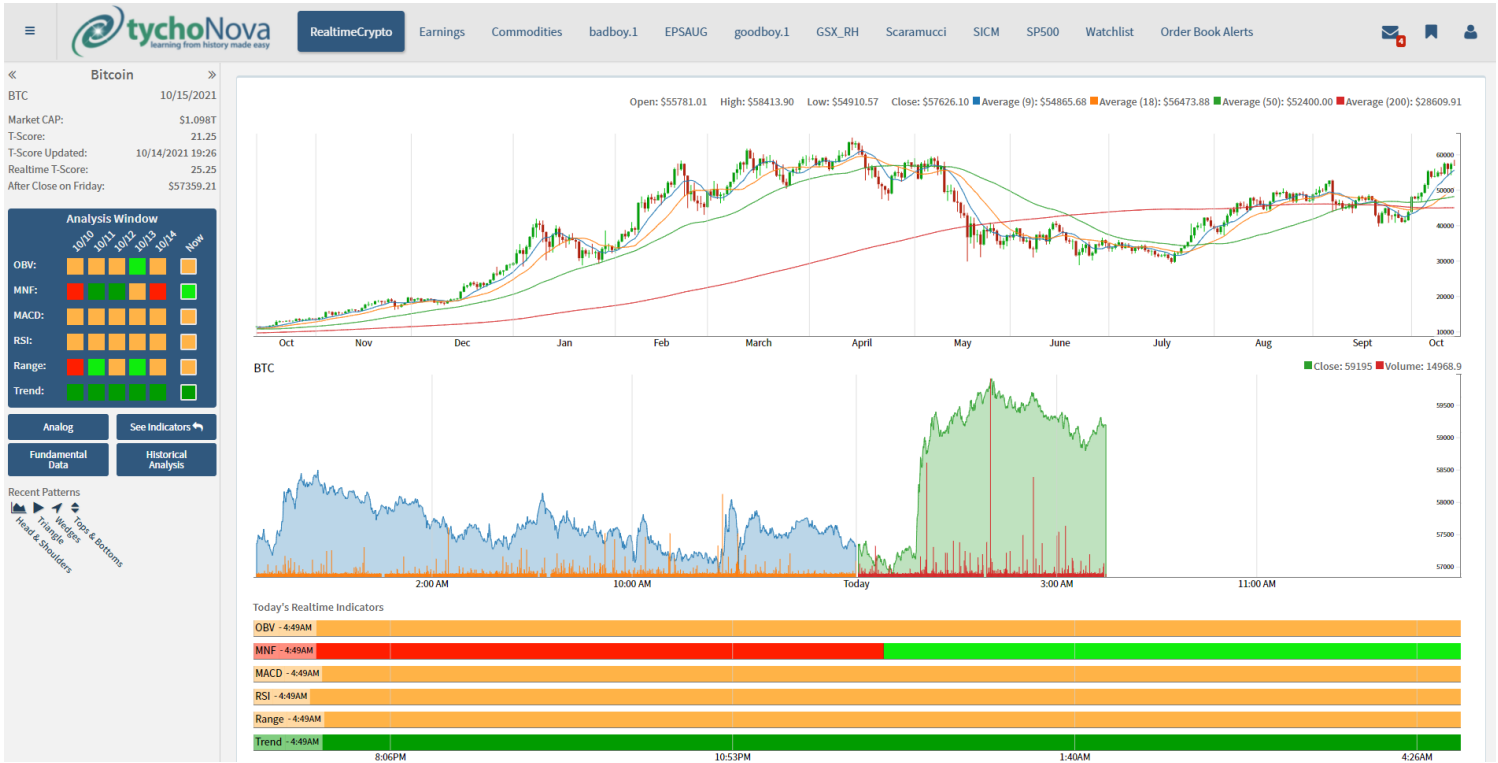 tychoNova
learning from history made easy
RealtimeCrypto Earnings Commodities badboy.1 EPSAUG goodboy.1 GSX_RH Scaramucci SICM SP500 Watchlist Order Book Alerts
4
« Bitcoin »
BTC 10/15/2021
Market CAP: $1.098T
T-Score: 21.25
T-Score Updated: 10/14/2021 19:26
Realtime T-Score: 25.25
After Close on Friday: $57359.21
Analysis Window
10/10 10/11 10/12 10/13 10/14 Now
OBV:
MNF:
MACD:
RSI:
Range:
Trend:
Analog
See Indicators
Fundamental Data
Historical Analysis
Recent Patterns
Head & Shoulders
Triangle
Wedges
Tops & Bottoms
Open: $55781.01 High: $58413.90 Low: $54910.57 Close: $57626.10 Average (9): $54865.68 Average (18): $56473.88 Average (50): $52400.00 Average (200): $28609.91
60000
50000
40000
30000
20000
10000
Oct Nov Dec Jan Feb March April May June July Aug Sept Oct
BTC
Close: 59195 Volume: 14968.9
59500
59000
58500
58000
57500
57000
2:00 AM 10:00 AM Today 3:00 AM 11:00 AM
Today's Realtime Indicators
OBV - 4:49AM
MNF - 4:49AM
MACD - 4:49AM
RSI - 4:49AM
Range - 4:49AM
Trend - 4:49AM
8:06PM 10:53PM 1:40AM 4:26AM